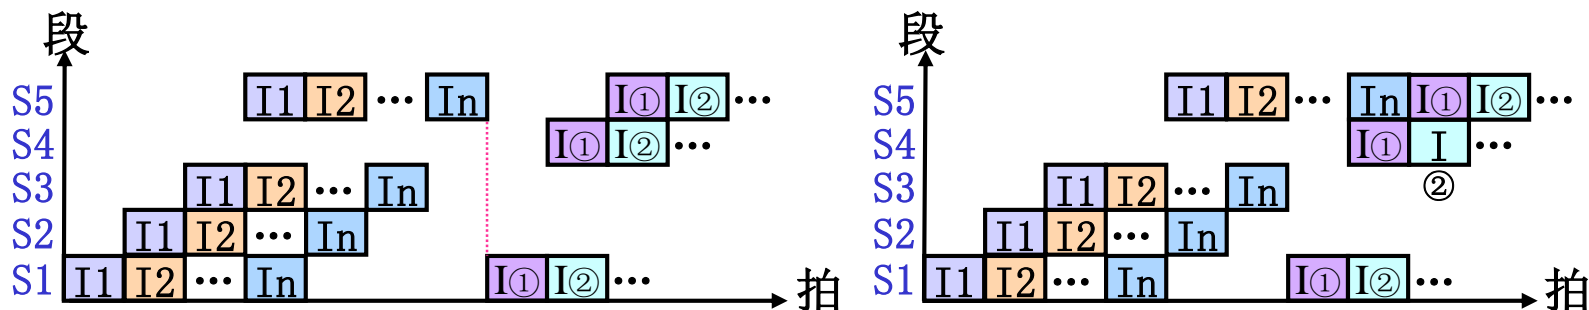 段
S5 I1 I2 … In I① I② …
S4 I① I② …
S3 I1 I2 … In
S2 I1 I2 … In
S1 I1 I2 … In I① I② …
拍
段
S5 I1 I2 … In I① I② …
S4 I① I …
②
S3 I1 I2 … In
S2 I1 I2 … In
S1 I1 I2 … In I① I② …
拍